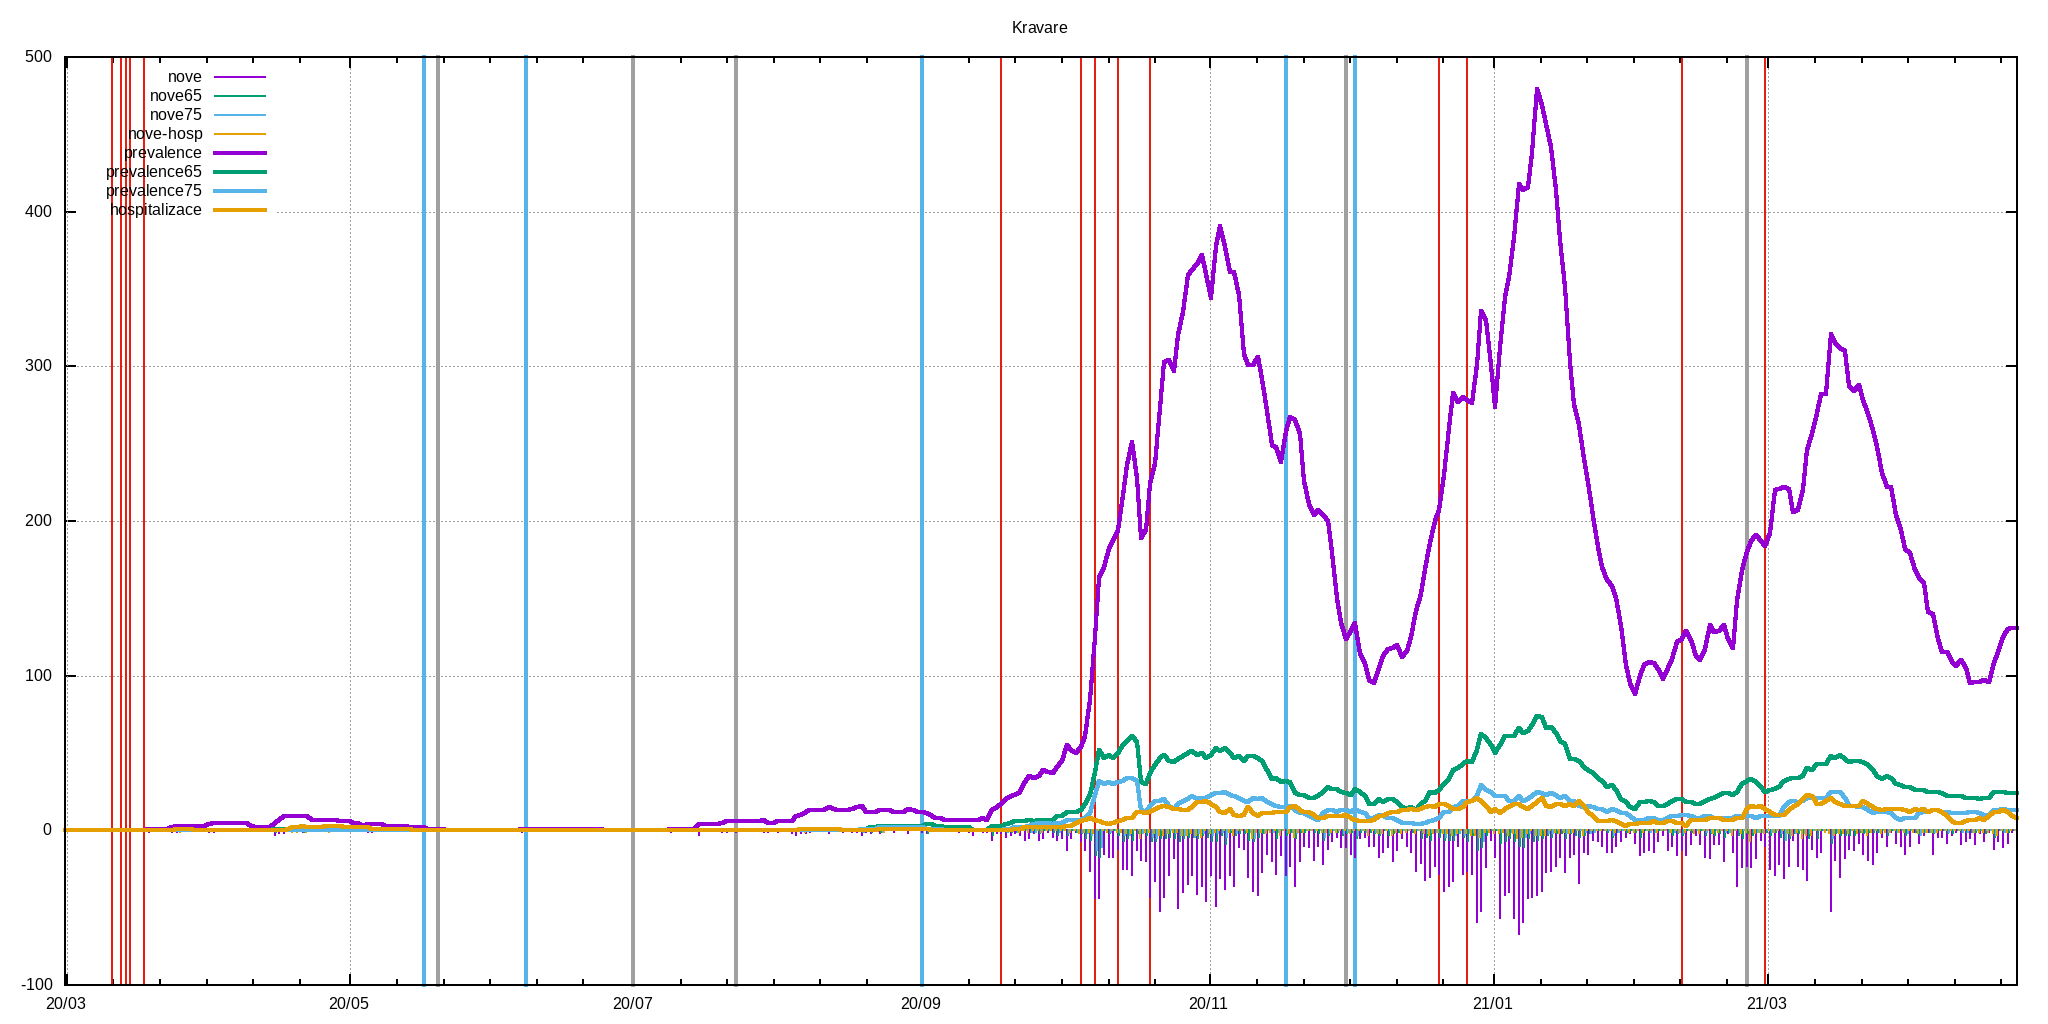 Kravare
500
nove
nove65
nove75
nove-hosp
prevalence
prevalence65
prevalence75
hospitalizace
400
300
200
100
0
-100
20/03 20/05 20/07 20/09 20/11 21/01 21/03